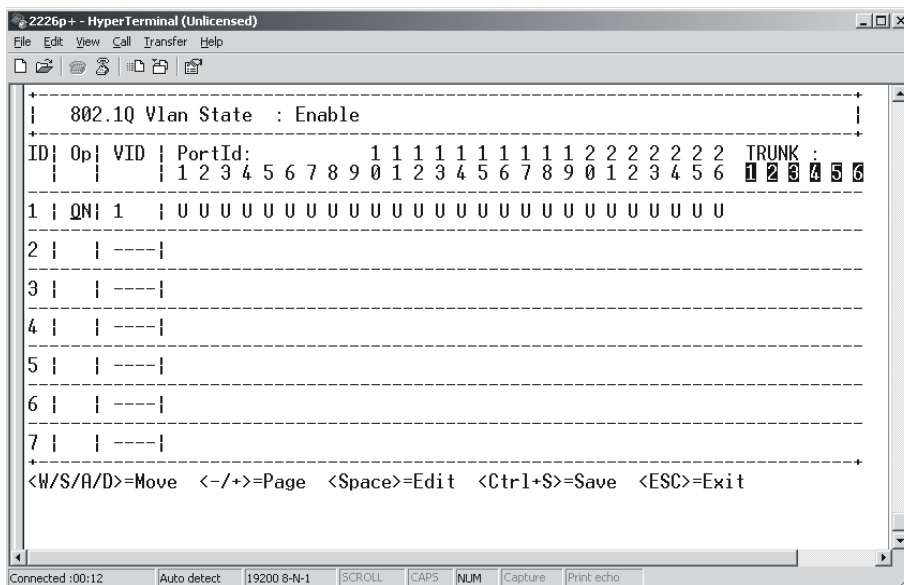 2226p+ - HyperTerminal (Unlicensed)
File Edit View Call Transfer Help
802.1Q Vlan State : Enable
ID| Op| VID | PortId: 1 1 1 1 1 1 1 1 1 1 2 2 2 2 2 2 2 TRUNK :
| | | 1 2 3 4 5 6 7 8 9 0 1 2 3 4 5 6 7 8 9 0 1 2 3 4 5 6 1 2 3 4 5 6
1 | ON| 1 | U U U U U U U U U U U U U U U U U U U U U U U U U U
2 | | ----|
3 | | ----|
4 | | ----|
5 | | ----|
6 | | ----|
7 | | ----|
<W/S/A/D>=Move <-/+>=Page <Space>=Edit <Ctrl+S>=Save <ESC>=Exit
Connected :00:12 Auto detect 19200 8-N-1 SCROLL CAPS NUM Capture Print echo